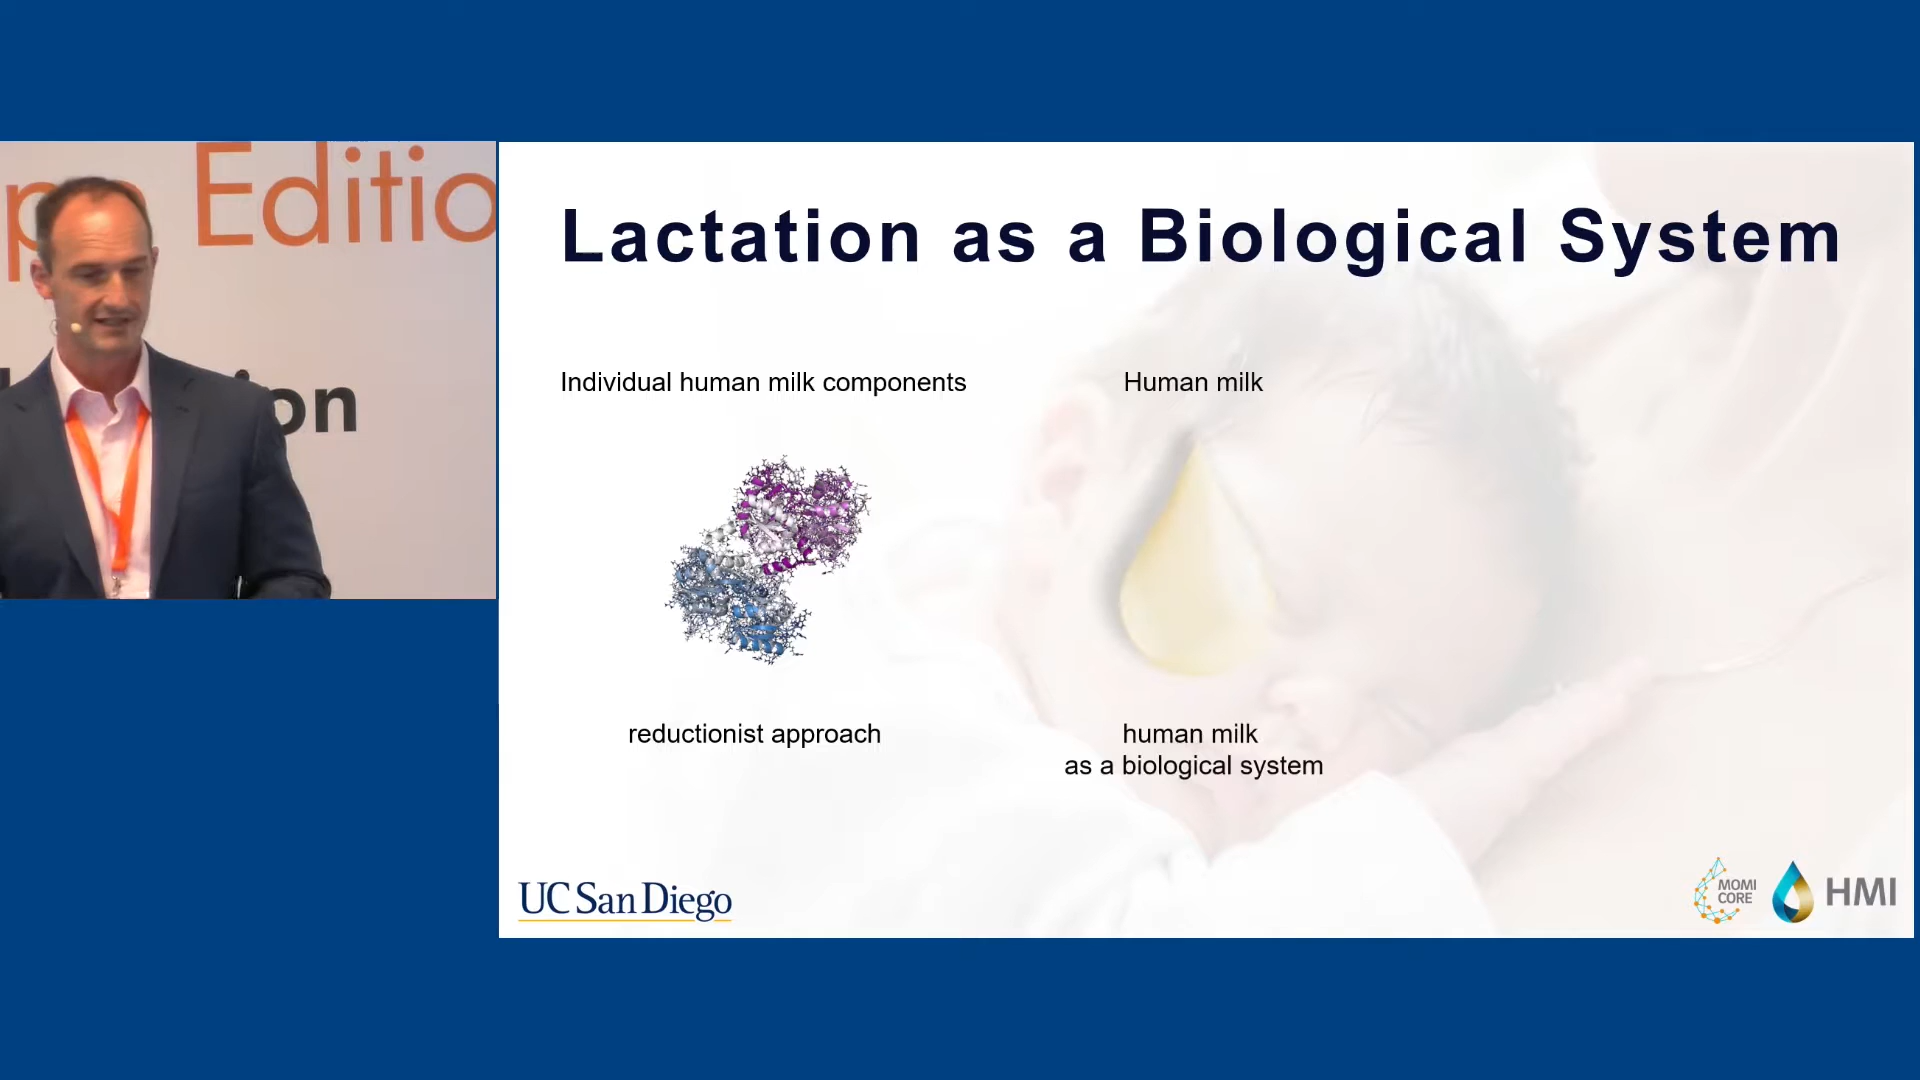 Editio
on
Lactation as a Biological System
Individual human milk components
Human milk
reductionist approach
human milk
as a biological system
UC San Diego
MOMI
CORE
HMI